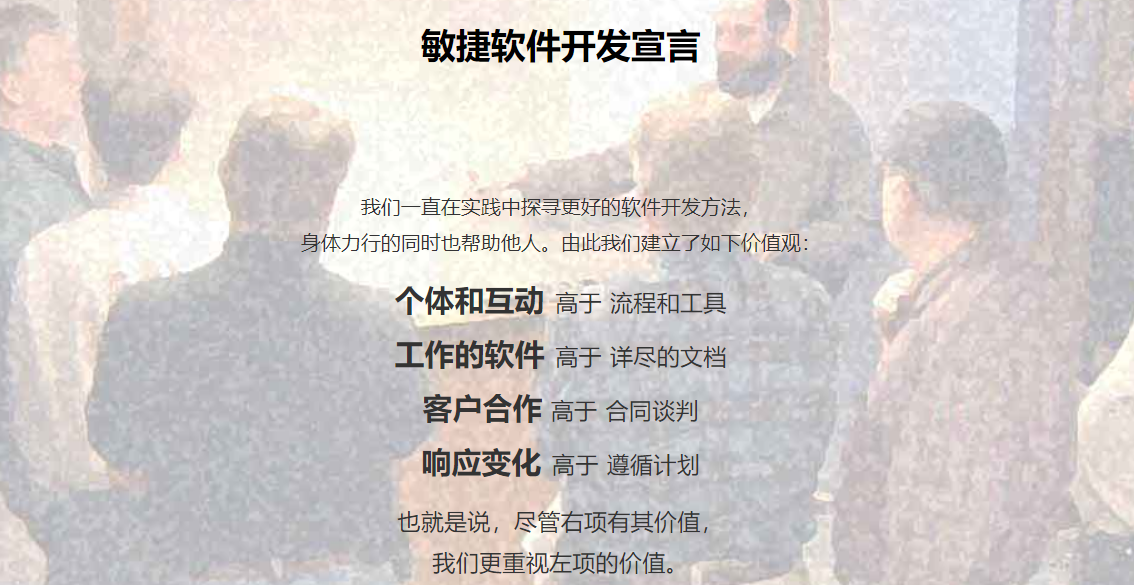 敏捷软件开发宣言
我们一直在实践中探寻更好的软件开发方法，
身体力行的同时也帮助他人。由此我们建立了如下价值观：
个体和互动 高于 流程和工具
工作的软件 高于 详尽的文档
客户合作 高于 合同谈判
响应变化 高于 遵循计划
也就是说，尽管右项有其价值，
我们更重视左项的价值。